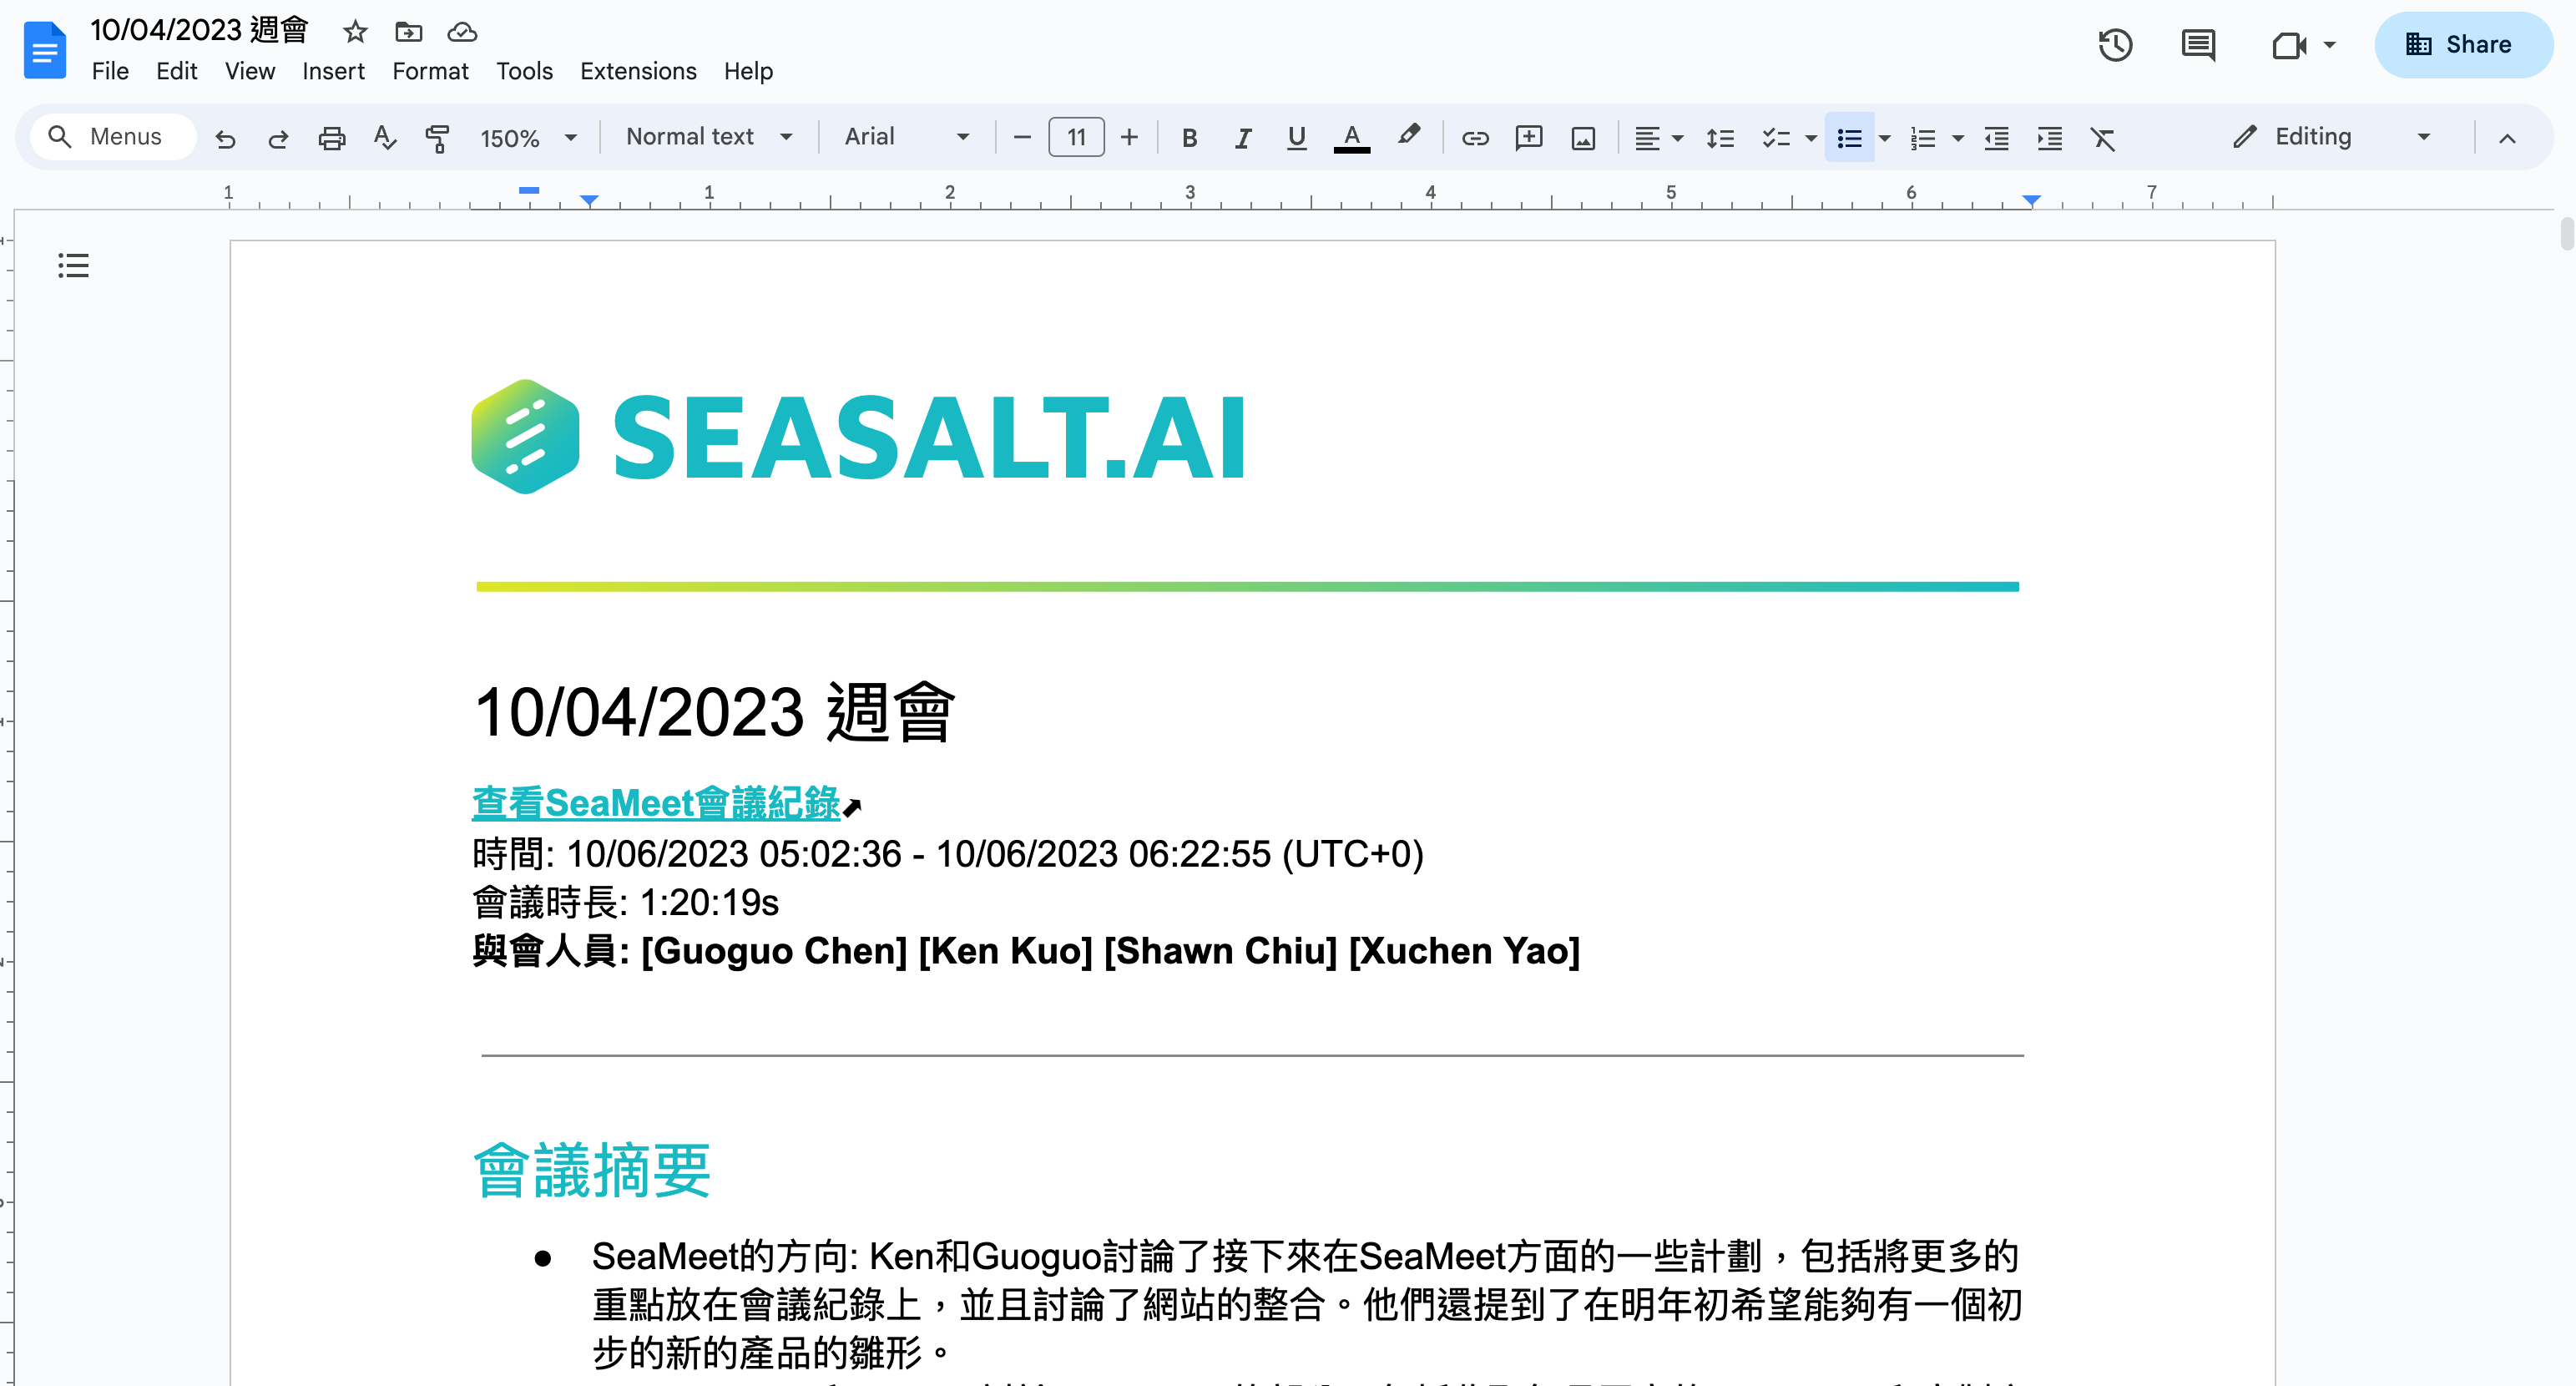 10/04/2023 週會
File Edit View Insert Format Tools Extensions Help
Share
Menus 150% Normal text Arial 11 Editing
1 1 2 3 4 5 6 7
SEASALT.AI
10/04/2023 週會
查看SeaMeet會議紀錄
時間: 10/06/2023 05:02:36 - 10/06/2023 06:22:55 (UTC+0)
會議時長: 1:20:19s
與會人員: [Guoguo Chen] [Ken Kuo] [Shawn Chiu] [Xuchen Yao]
會議摘要
● SeaMeet的方向: Ken和Guoguo討論了接下來在SeaMeet方面的一些計劃，包括將更多的
重點放在會議紀錄上，並且討論了網站的整合。他們還提到了在明年初希望能夠有一個初
步的新的產品的雛形。